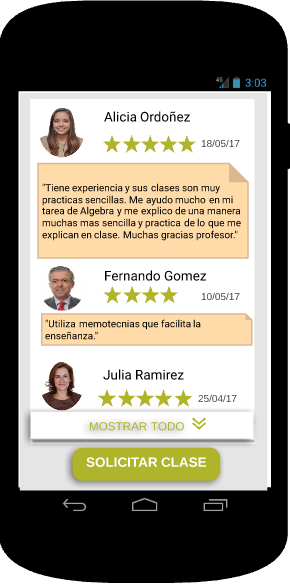 4G 3:03
Alicia Ordoñez
18/05/17
"Tiene experiencia y sus clases son muy
practicas sencillas. Me ayudo mucho en mi
tarea de Algebra y me explico de una manera
muchas mas sencilla y practica de lo que me
explican en clase. Muchas gracias profesor."
Fernando Gomez
10/05/17
"Utiliza memotecnias que facilita la
enseñanza."
Julia Ramirez
25/04/17
MOSTRAR TODO
SOLICITAR CLASE